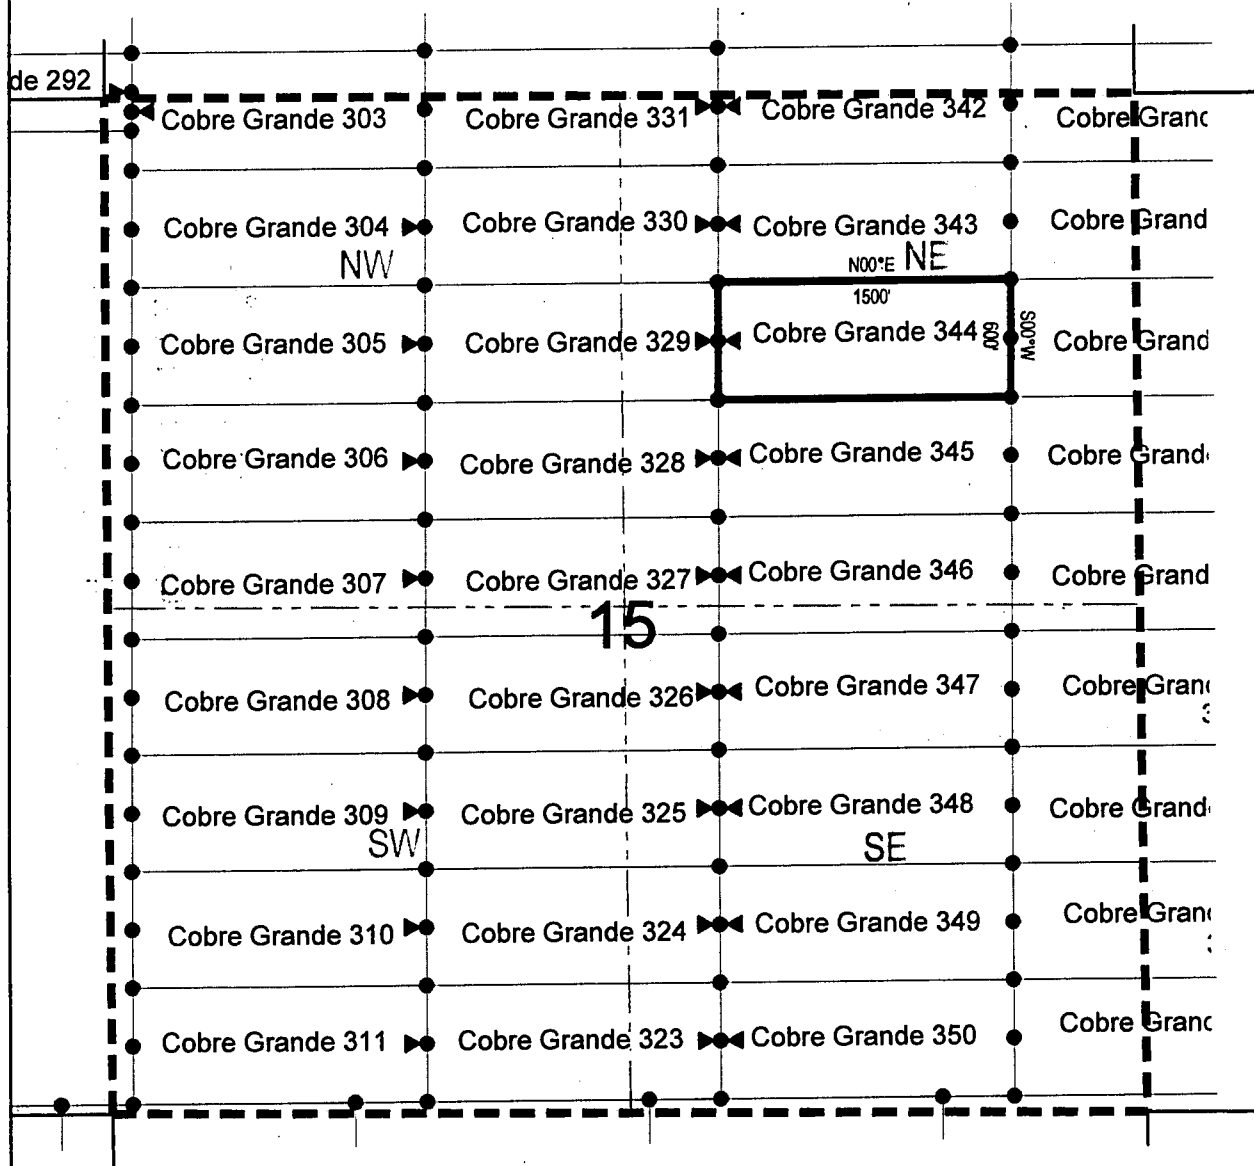 de 292
Cobre Grande 303
Cobre Grande 331
Cobre Grande 342
Cobre Granc
Cobre Grande 304
Cobre Grande 330
Cobre Grande 343
Cobre Grand
NW
N00°E
NE
1500'
Cobre Grande 305
Cobre Grande 329
Cobre Grande 344
600'
S00°W
Cobre Grand
Cobre Grande 306
Cobre Grande 328
Cobre Grande 345
Cobre Grand
Cobre Grande 307
Cobre Grande 327
Cobre Grande 346
Cobre Grand
15
Cobre Grande 308
Cobre Grande 326
Cobre Grande 347
Cobre Gran
Cobre Grande 309
Cobre Grande 325
Cobre Grande 348
Cobre Grand
SW
SE
Cobre Grande 310
Cobre Grande 324
Cobre Grande 349
Cobre Gran
Cobre Grande 311
Cobre Grande 323
Cobre Grande 350
Cobre Granc